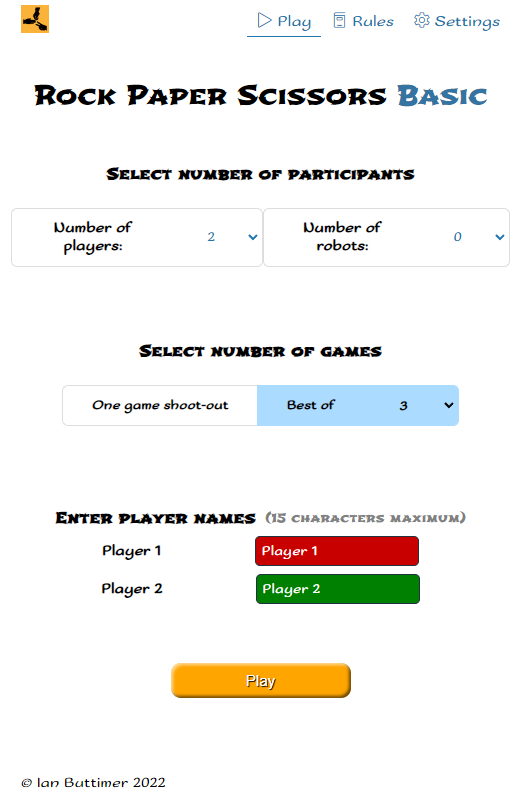 Play Rules Settings
Rock Paper Scissors Basic
Select number of participants
Number of players: 2 Number of robots: 0
Select number of games
One game shoot-out Best of 3
Enter player names (15 characters maximum)
Player 1 Player 1
Player 2 Player 2
Play
© Ian Buttimer 2022